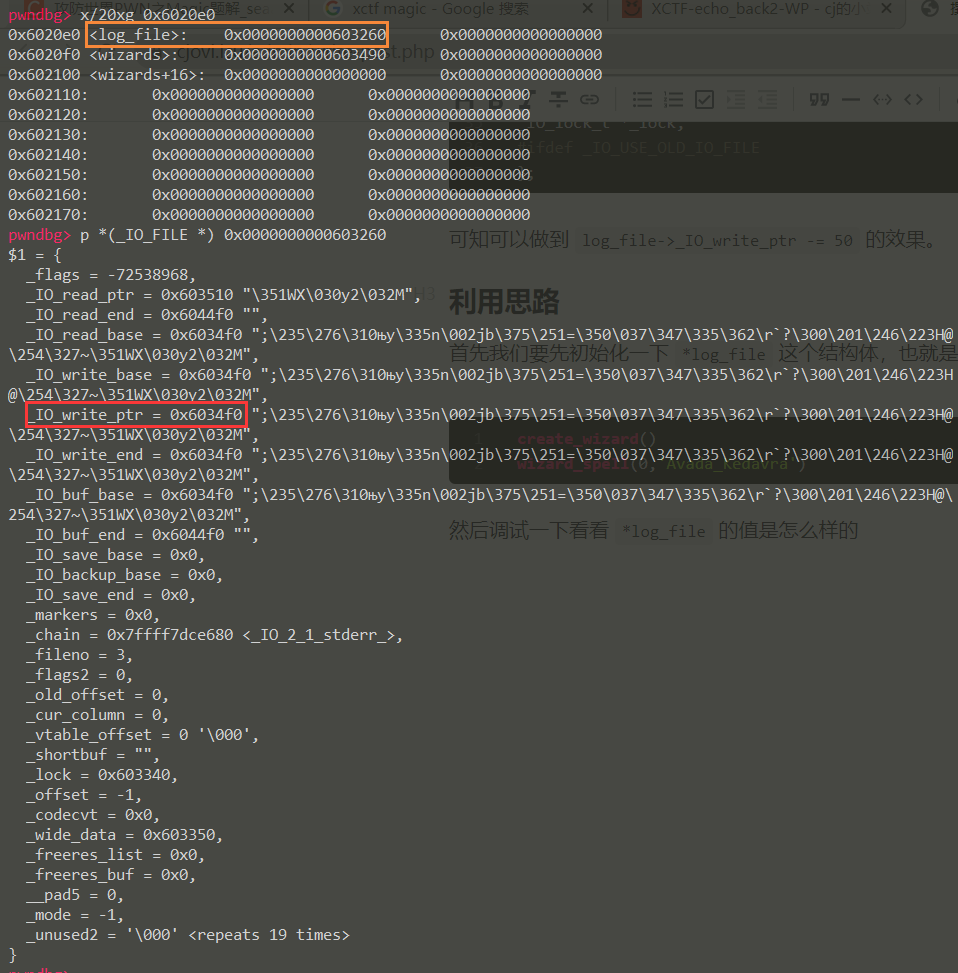 pwndbg> x/20xg 0x6020e0
0x6020e0 <log_file>: 0x0000000000603260 0x0000000000000000
0x6020f0 <wizards>: 0x0000000000603490 0x0000000000000000
0x602100 <wizards+16>: 0x0000000000000000 0x0000000000000000
0x602110: 0x0000000000000000 0x0000000000000000
0x602120: 0x0000000000000000 0x0000000000000000
0x602130: 0x0000000000000000 0x0000000000000000
0x602140: 0x0000000000000000 0x0000000000000000
0x602150: 0x0000000000000000 0x0000000000000000
0x602160: 0x0000000000000000 0x0000000000000000
0x602170: 0x0000000000000000 0x0000000000000000
pwndbg> p *(_IO_FILE *) 0x0000000000603260
$1 = {
_flags = -72538968,
_IO_read_ptr = 0x603510 "\351WX\030y2\032M",
_IO_read_end = 0x6044f0 "",
_IO_read_base = 0x6034f0 ";\235\276\310њy\335n\002jb\375\251=\350\037\347\335\362\r`?\300\201\246\223H@
\254\327~\351WX\030y2\032M",
_IO_write_base = 0x6034f0 ";\235\276\310њy\335n\002jb\375\251=\350\037\347\335\362\r`?\300\201\246\223H
@\254\327~\351WX\030y2\032M",
_IO_write_ptr = 0x6034f0 ";\235\276\310њy\335n\002jb\375\251=\350\037\347\335\362\r`?\300\201\246\223H@
\254\327~\351WX\030y2\032M",
_IO_write_end = 0x6034f0 ";\235\276\310њy\335n\002jb\375\251=\350\037\347\335\362\r`?\300\201\246\223H@
\254\327~\351WX\030y2\032M",
_IO_buf_base = 0x6034f0 ";\235\276\310њy\335n\002jb\375\251=\350\037\347\335\362\r`?\300\201\246\223H@\
254\327~\351WX\030y2\032M",
_IO_buf_end = 0x6044f0 "",
_IO_save_base = 0x0,
_IO_backup_base = 0x0,
_IO_save_end = 0x0,
_markers = 0x0,
_chain = 0x7ffff7dce680 <_IO_2_1_stderr_>,
_fileno = 3,
_flags2 = 0,
_old_offset = 0,
_cur_column = 0,
_vtable_offset = 0 '\000',
_shortbuf = "",
_lock = 0x603340,
_offset = -1,
_codecvt = 0x0,
_wide_data = 0x603350,
_freeres_list = 0x0,
_freeres_buf = 0x0,
__pad5 = 0,
_mode = -1,
_unused2 = '\000' <repeats 19 times>
}
pwndbg>
xctf magic - Google 搜索
XCTF-echo_back2-WP - cj的小
_IO_lock_t *_lock;
#ifdef _IO_USE_OLD_IO_FILE
可知可以做到 log_file->_IO_write_ptr -= 50 的效果。
利用思路
首先我们要先初始化一下 *log_file 这个结构体，也就是
create_wizard()
wizard_spell(0, 'Avada_Kedavra')
然后调试一下看看 *log_file 的值是怎么样的